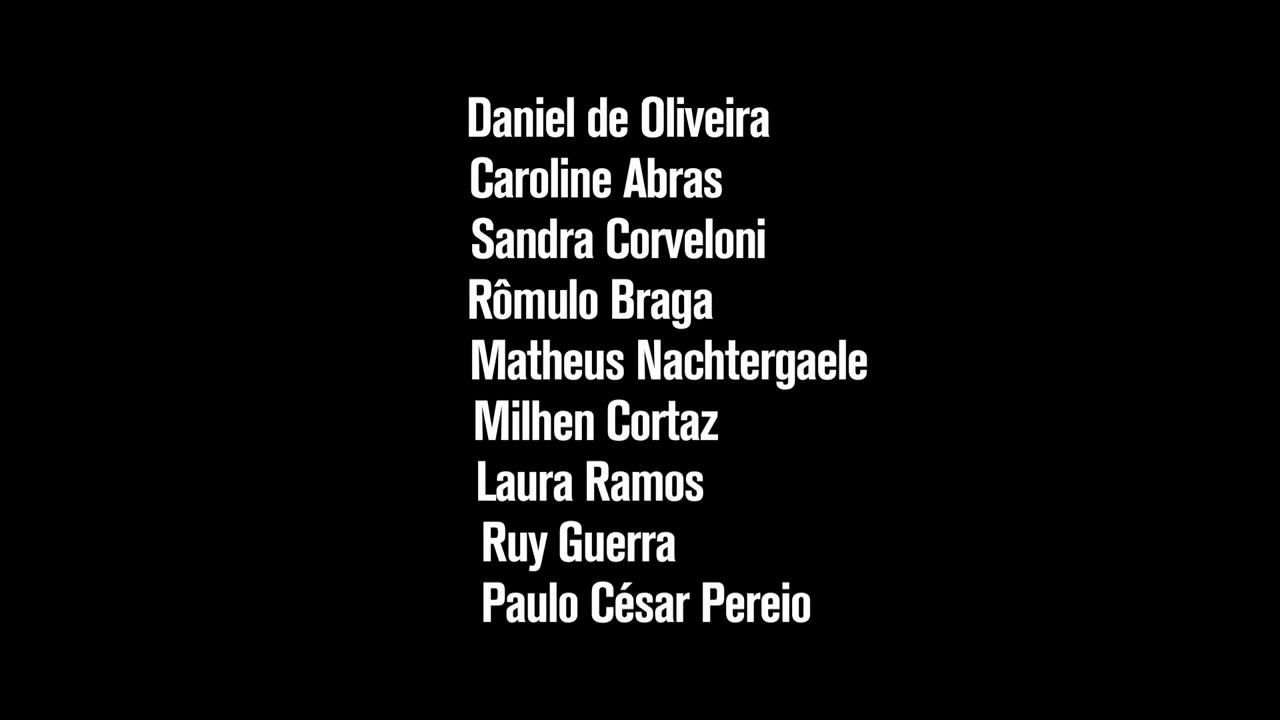 Daniel de Oliveira
Caroline Abras
Sandra Corveloni
Rômulo Braga
Matheus Nachtergaele
Milhen Cortaz
Laura Ramos
Ruy Guerra
Paulo César Pereio